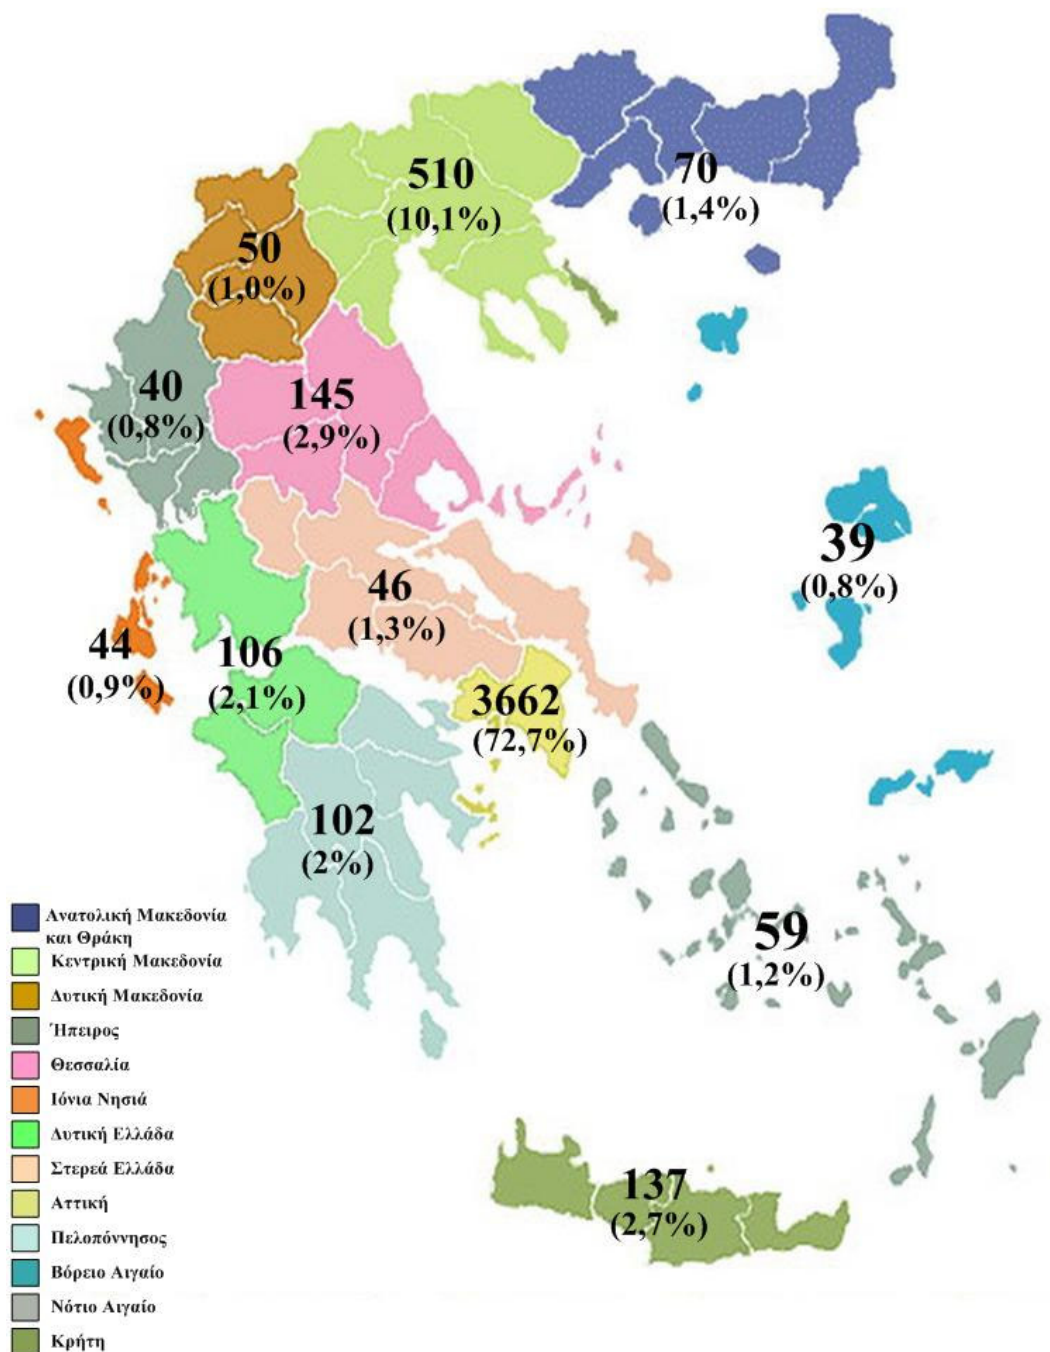 510
(10,1%)
70
(1,4%)
50
(1,0%)
40
(0,8%)
145
(2,9%)
39
(0,8%)
46
(1,3%)
44
(0,9%)
106
(2,1%)
3662
(72,7%)
102
(2%)
59
(1,2%)
137
(2,7%)
Ανατολική Μακεδονία
και Θράκη
Κεντρική Μακεδονία
Δυτική Μακεδονία
Ήπειρος
Θεσσαλία
Ιόνια Νησιά
Δυτική Ελλάδα
Στερεά Ελλάδα
Αττική
Πελοπόννησος
Βόρειο Αιγαίο
Νότιο Αιγαίο
Κρήτη